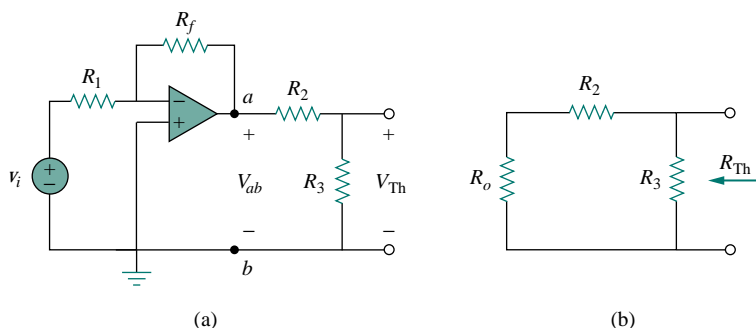 R_f
R_1
− + a R_2
+ +
v_i + − V_ab R_3 V_Th
− −
b
(a)
R_2
R_o R_3 R_Th
(b)